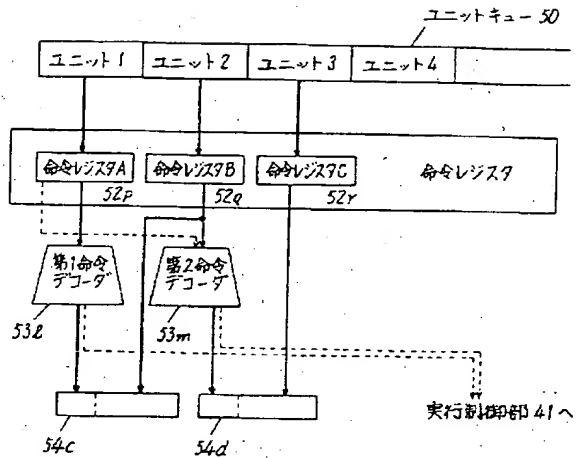 ユニットキュー 50
ユニット1 ユニット2 ユニット3 ユニット4
命令レジスタA 命令レジスタB 命令レジスタC 命令レジスタ
52p 52q 52r
第1命令デコーダ 第2命令デコーダ
53l 53m
実行制御部 41へ
54c 54d